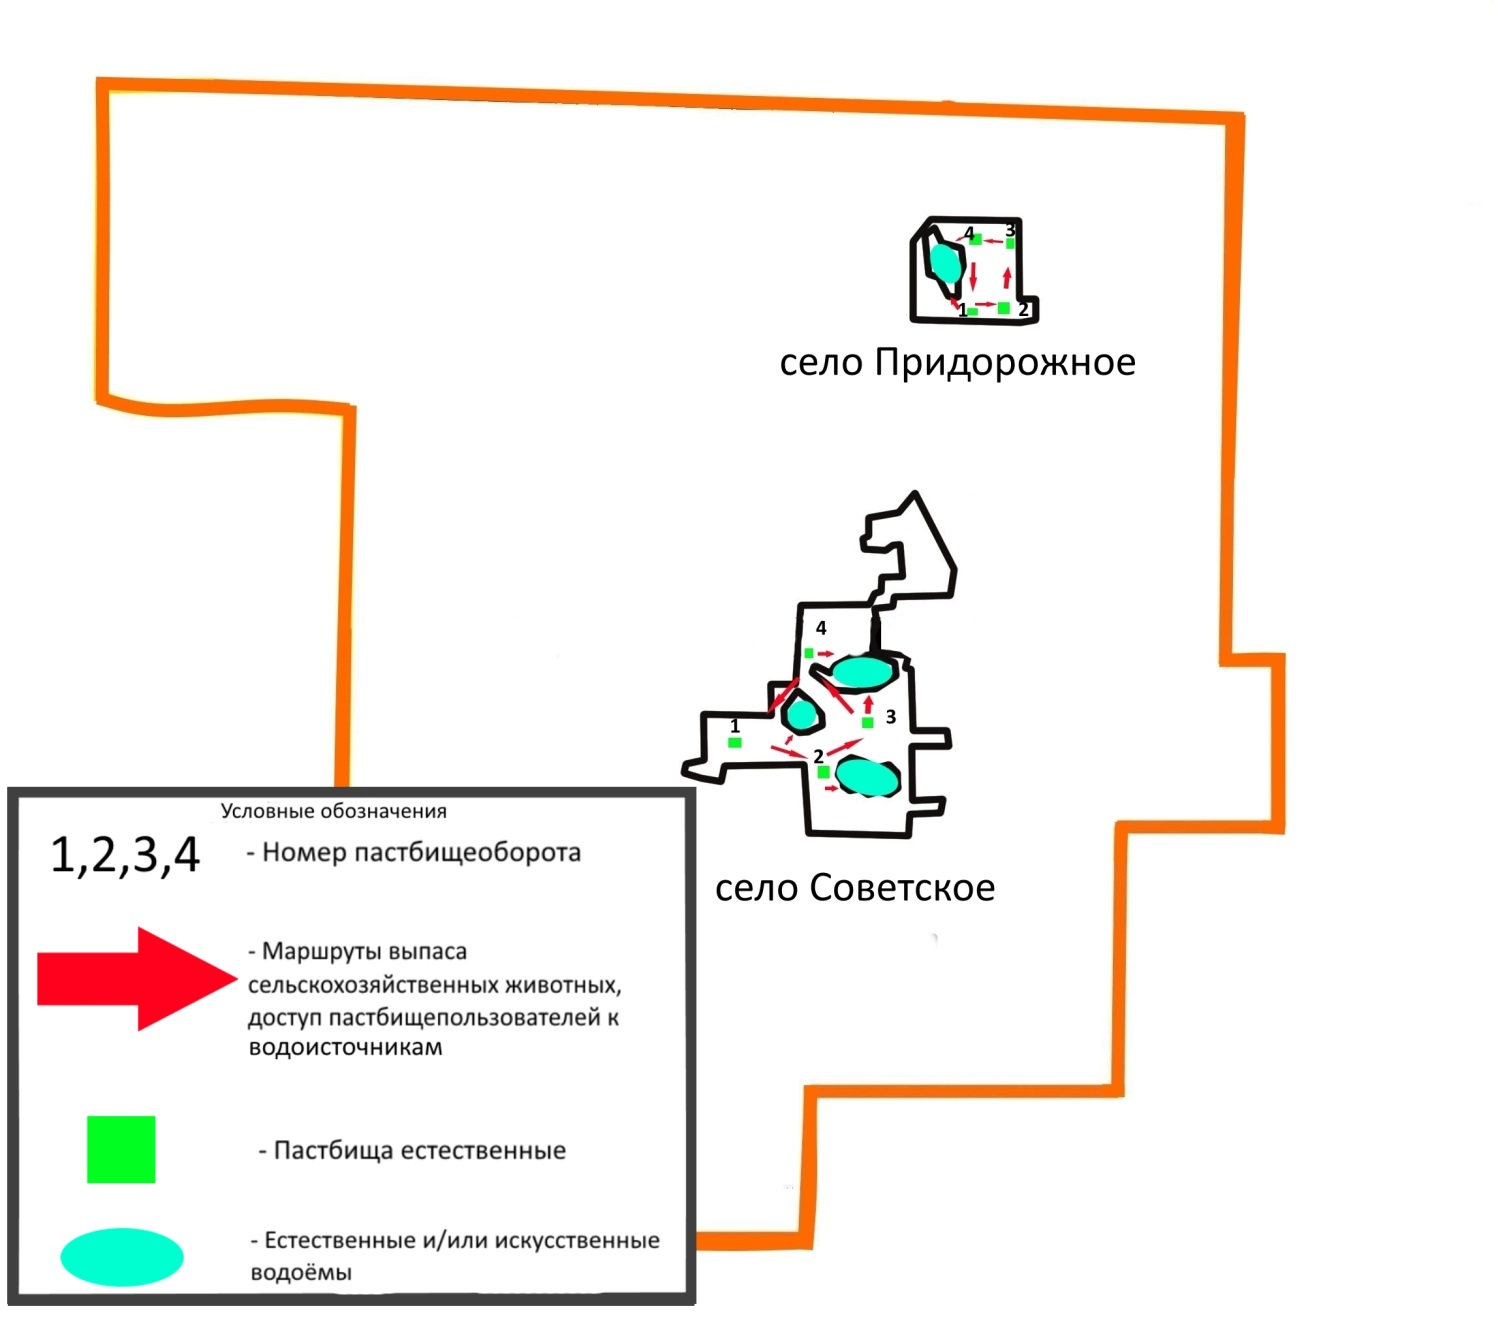 4 3
1 2
село Придорожное
4
3
1
2
село Советское
Условные обозначения
1,2,3,4 - Номер пастбищеоборота
- Маршруты выпаса
сельскохозяйственных животных,
доступ пастбищепользователей к
водоисточникам
- Пастбища естественные
- Естественные и/или искусственные
водоёмы